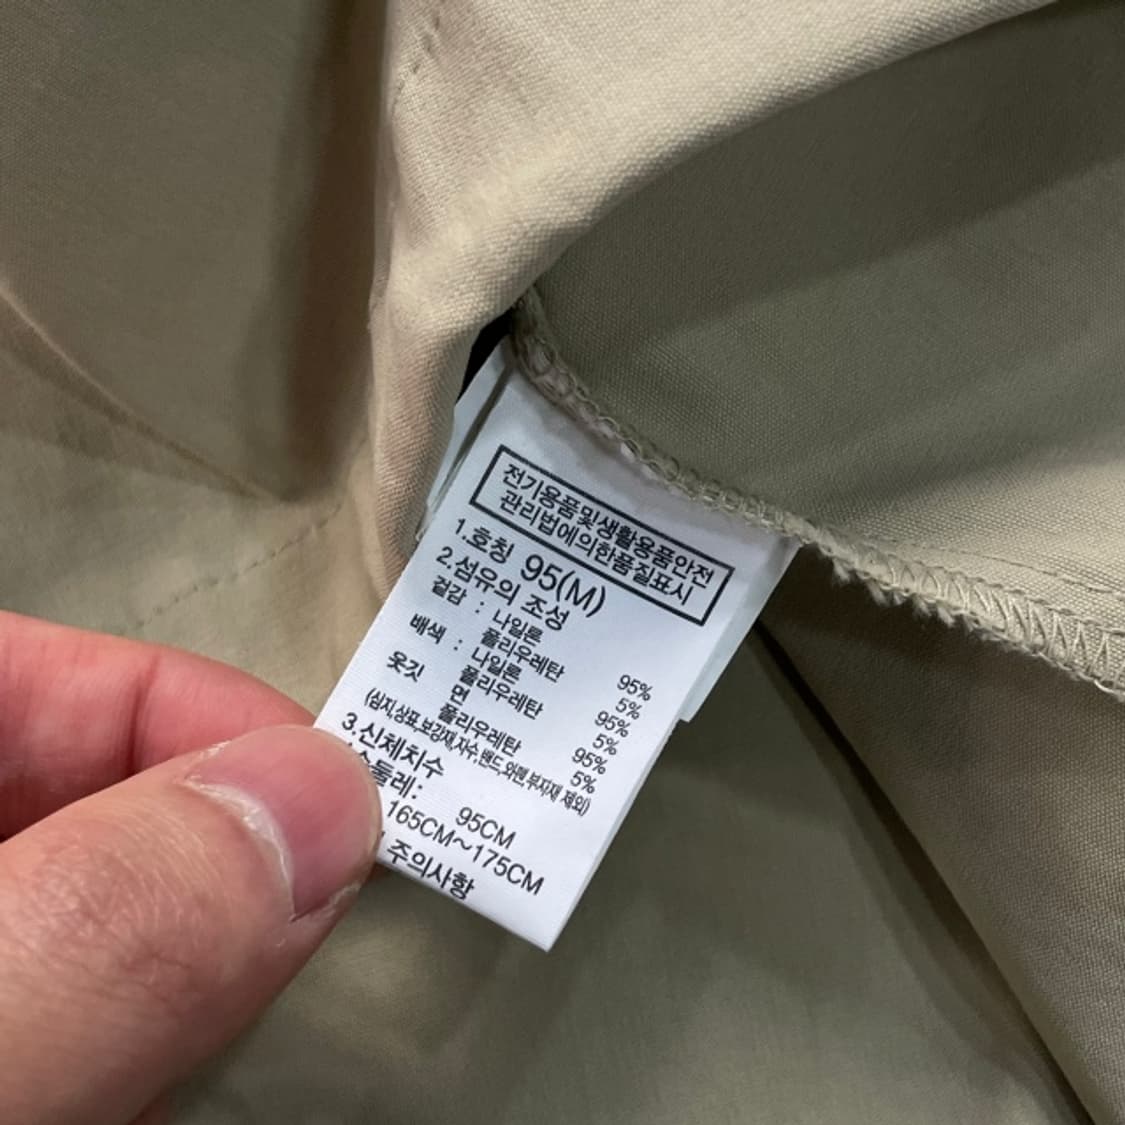 전기용품및생활용품안전
관리법에의한품질표시
1.호칭 95(M)
2.섬유의 조성
겉감 : 나일론 95%
폴리우레탄 5%
배색 : 나일론 95%
폴리우레탄 5%
옷깃 면 95%
폴리우레탄 5%
(심지,상표,보강재,자수,밴드,와펜,부자재 제외)
3.신체치수
둘레: 95CM
165CM~175CM
주의사항